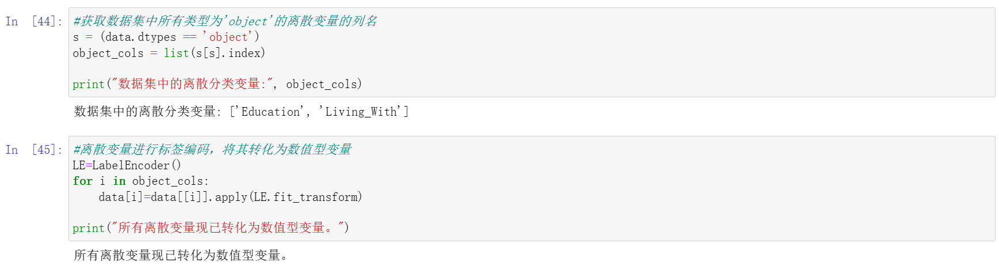 In [44]: #获取数据集中所有类型为'object'的离散变量的列名
s = (data.dtypes == 'object')
object_cols = list(s[s].index)
print("数据集中的离散分类变量:", object_cols)
数据集中的离散分类变量: ['Education', 'Living_With']
In [45]: #离散变量进行标签编码，将其转化为数值型变量
LE=LabelEncoder()
for i in object_cols:
    data[i]=data[[i]].apply(LE.fit_transform)
print("所有离散变量现已转化为数值型变量。")
所有离散变量现已转化为数值型变量。